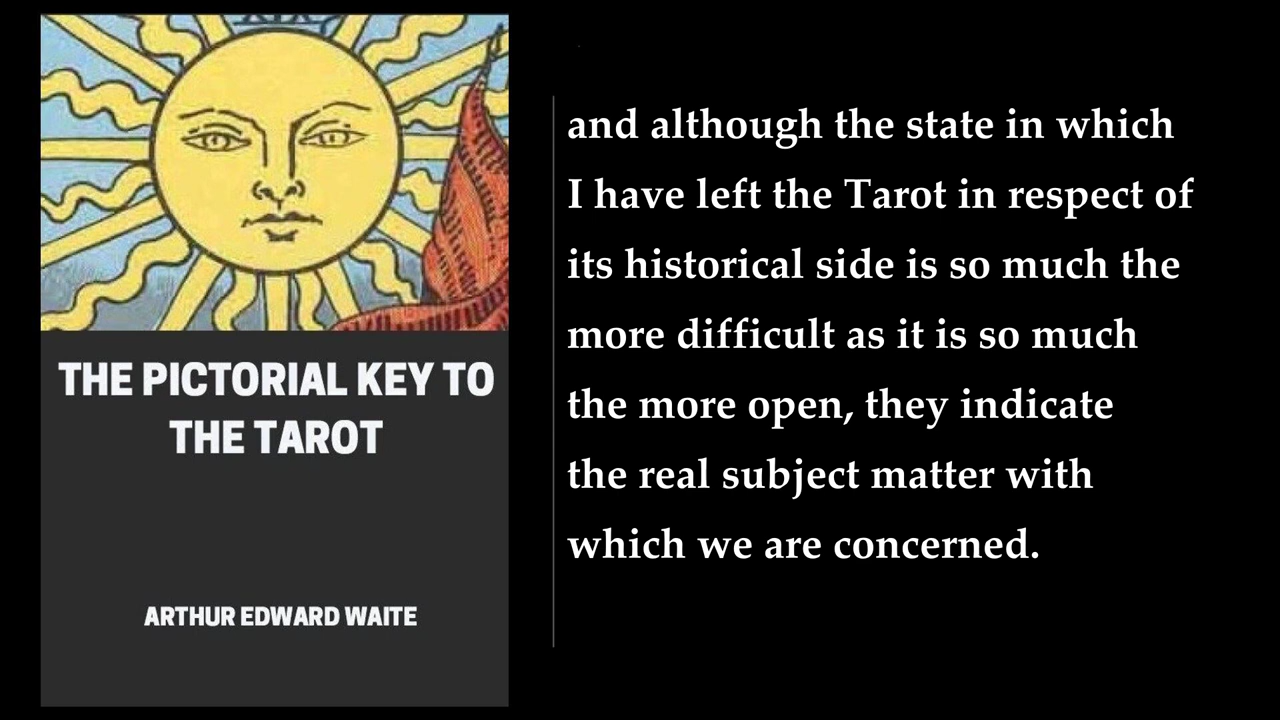 XIX
THE PICTORIAL KEY TO
THE TAROT
ARTHUR EDWARD WAITE
and although the state in which
I have left the Tarot in respect of
its historical side is so much the
more difficult as it is so much
the more open, they indicate
the real subject matter with
which we are concerned.